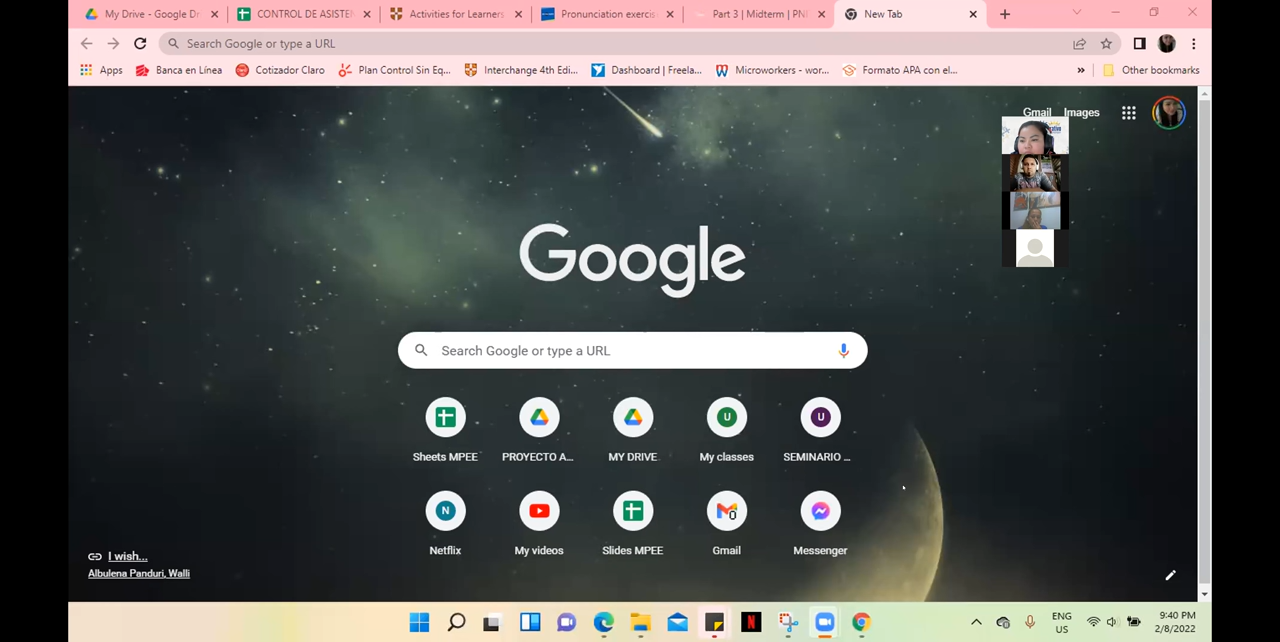 My Drive - Google Dr
CONTROL DE ASISTEN
Activities for Learners
Pronunciation exercis
Part 3 | Midterm | PN
New Tab
Search Google or type a URL
Apps
Banca en Línea
Cotizador Claro
Plan Control Sin Eq...
Interchange 4th Edi...
Dashboard | Freela...
Microworkers - wor...
Formato APA con el...
»
Other bookmarks
Gmail Images
Google
Search Google or type a URL
Sheets MPEE
PROYECTO A...
MY DRIVE
U
My classes
U
SEMINARIO ...
N
Netflix
My videos
Slides MPEE
Gmail
Messenger
I wish...
Albulena Panduri, Walli
N
ENG
US
9:40 PM
2/8/2022